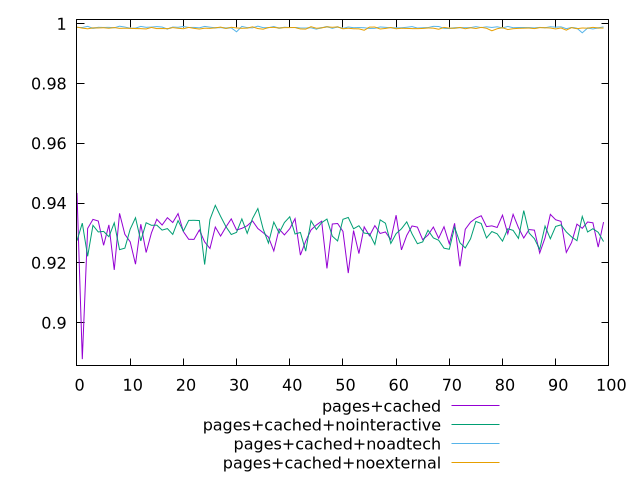 1
0.98
0.96
0.94
0.92
0.9
0 10 20 30 40 50 60 70 80 90 100
pages+cached
pages+cached+nointeractive
pages+cached+noadtech
pages+cached+noexternal